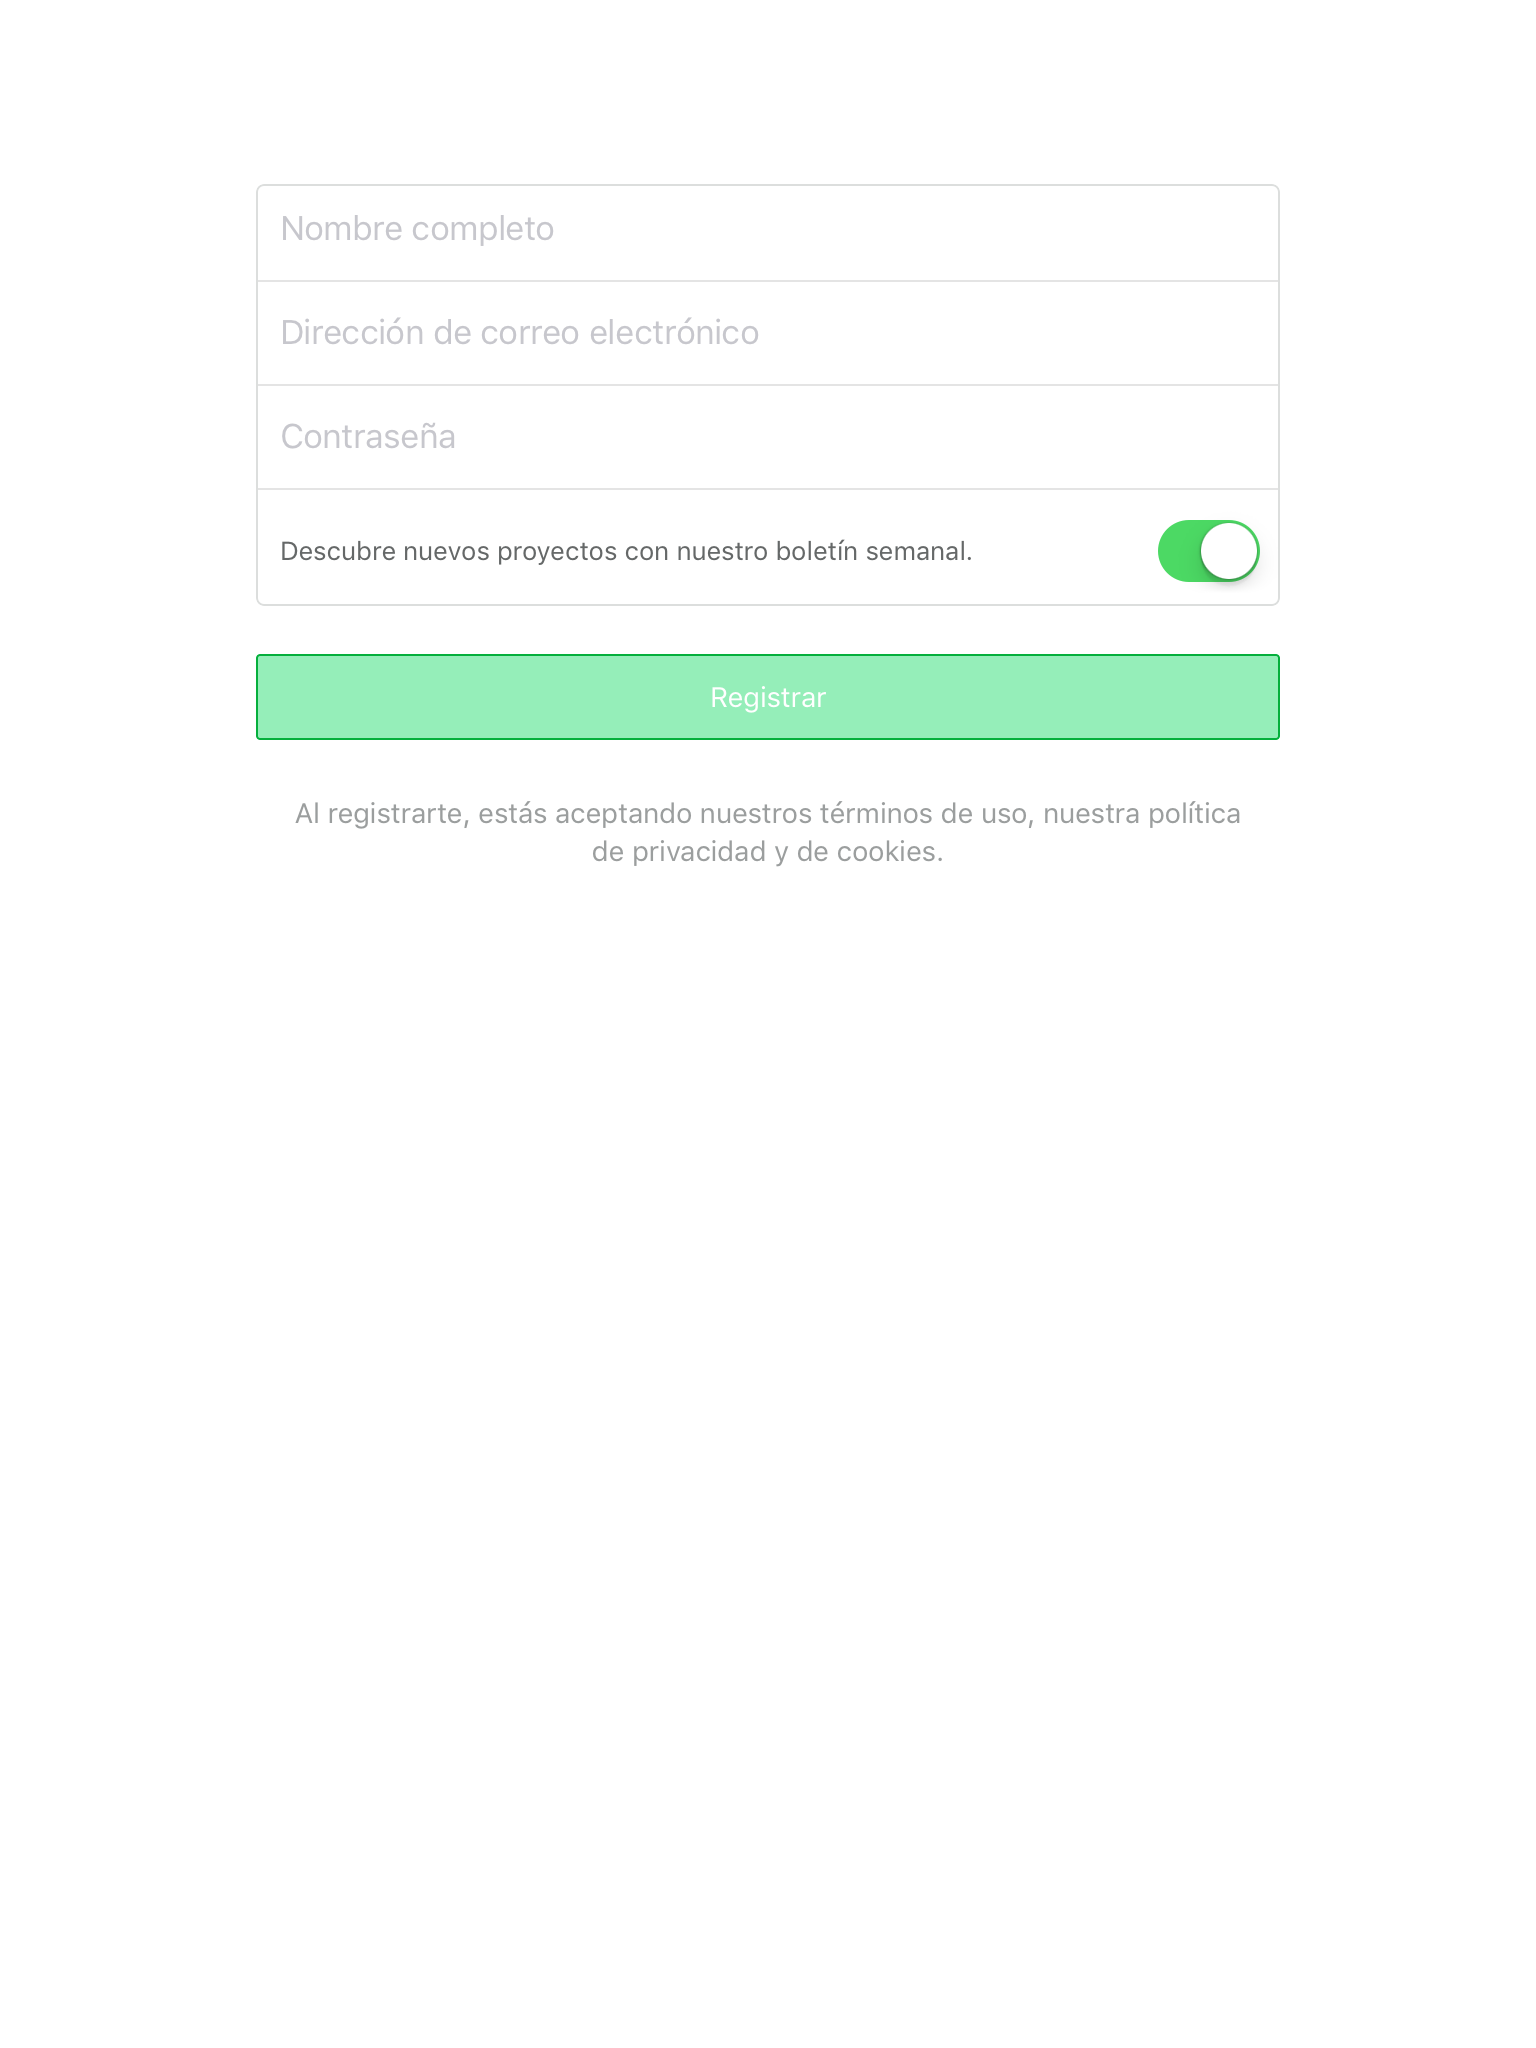 Nombre completo
Dirección de correo electrónico
Contraseña
Descubre nuevos proyectos con nuestro boletín semanal.
Registrar
Al registrarte, estás aceptando nuestros términos de uso, nuestra política
de privacidad y de cookies.